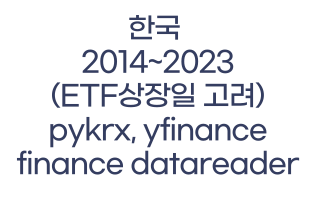 한국
2014~2023
(ETF상장일 고려)
pykrx, yfinance
finance datareader